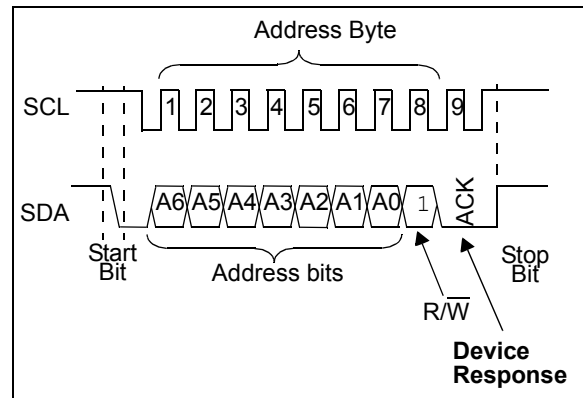 Address Byte
SCL
1 2 3 4 5 6 7 8 9
SDA
A6 A5 A4 A3 A2 A1 A0 1 ACK
Start
Bit
Address bits
Stop
Bit
R/W̅
Device
Response